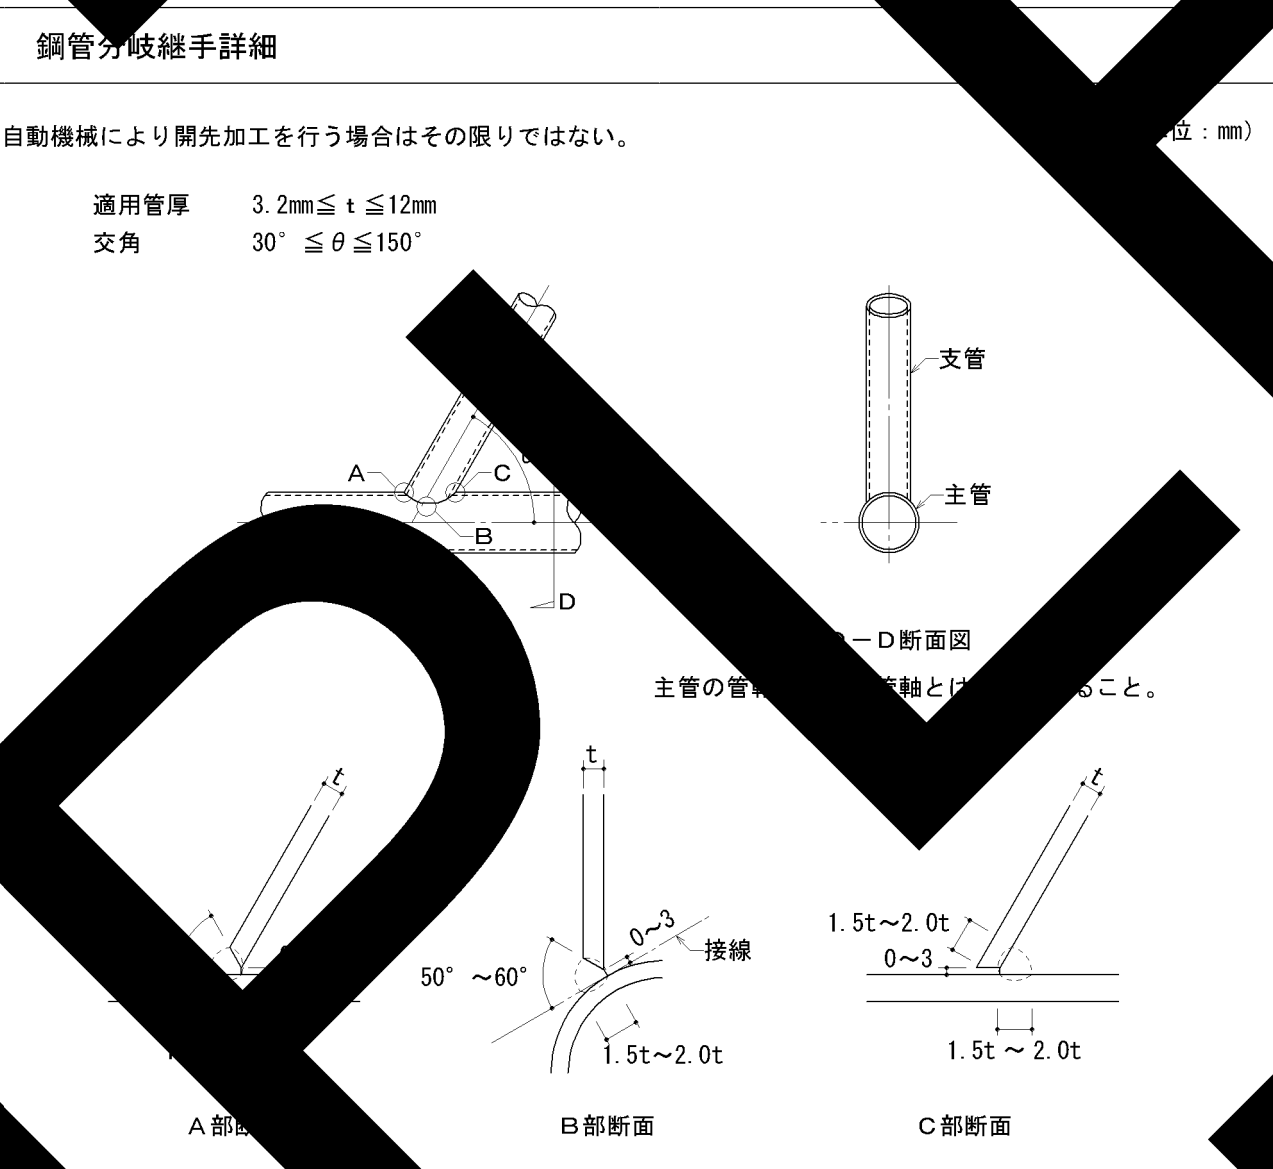 鋼管分岐継手詳細
自動機械により開先加工を行う場合はその限りではない。
位：mm）
適用管厚 3.2mm≦ t ≦12mm
交角 30°≦θ≦150°
支管
A
C
主管
B
D
－D断面図
主管の管 管軸とは こと。
t
t
t
0～3
1.5t～2.0t
接線
0～3
50°～60°
1.5t～2.0t
1.5t～2.0t
A部
B部断面
C部断面